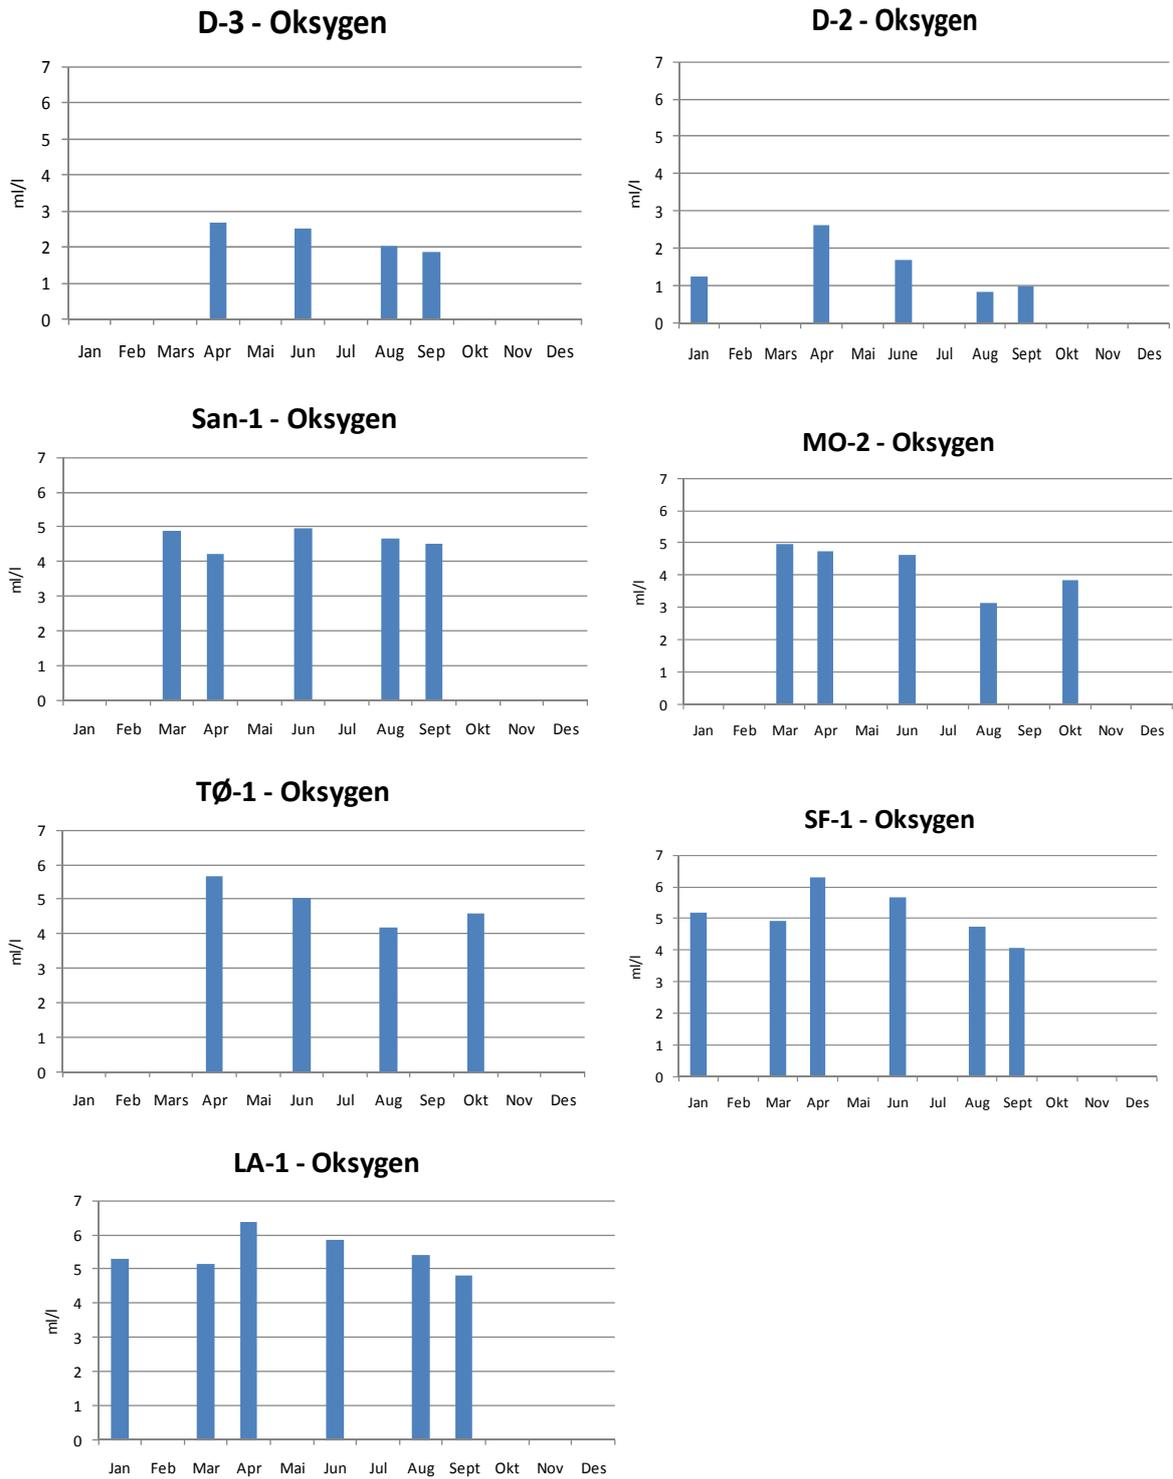 D-3 - Oksygen
7
6
5
4
3
2
1
0
ml/l
Jan Feb Mars Apr Mai Jun Jul Aug Sep Okt Nov Des
D-2 - Oksygen
7
6
5
4
3
2
1
0
ml/l
Jan Feb Mars Apr Mai June Jul Aug Sept Okt Nov Des
San-1 - Oksygen
7
6
5
4
3
2
1
0
ml/l
Jan Feb Mar Apr Mai Jun Jul Aug Sept Okt Nov Des
MO-2 - Oksygen
7
6
5
4
3
2
1
0
ml/l
Jan Feb Mar Apr Mai Jun Jul Aug Sep Okt Nov Des
TØ-1 - Oksygen
7
6
5
4
3
2
1
0
ml/l
Jan Feb Mars Apr Mai Jun Jul Aug Sep Okt Nov Des
SF-1 - Oksygen
7
6
5
4
3
2
1
0
ml/l
Jan Feb Mar Apr Mai Jun Jul Aug Sept Okt Nov Des
LA-1 - Oksygen
7
6
5
4
3
2
1
0
ml/l
Jan Feb Mar Apr Mai Jun Jul Aug Sept Okt Nov Des